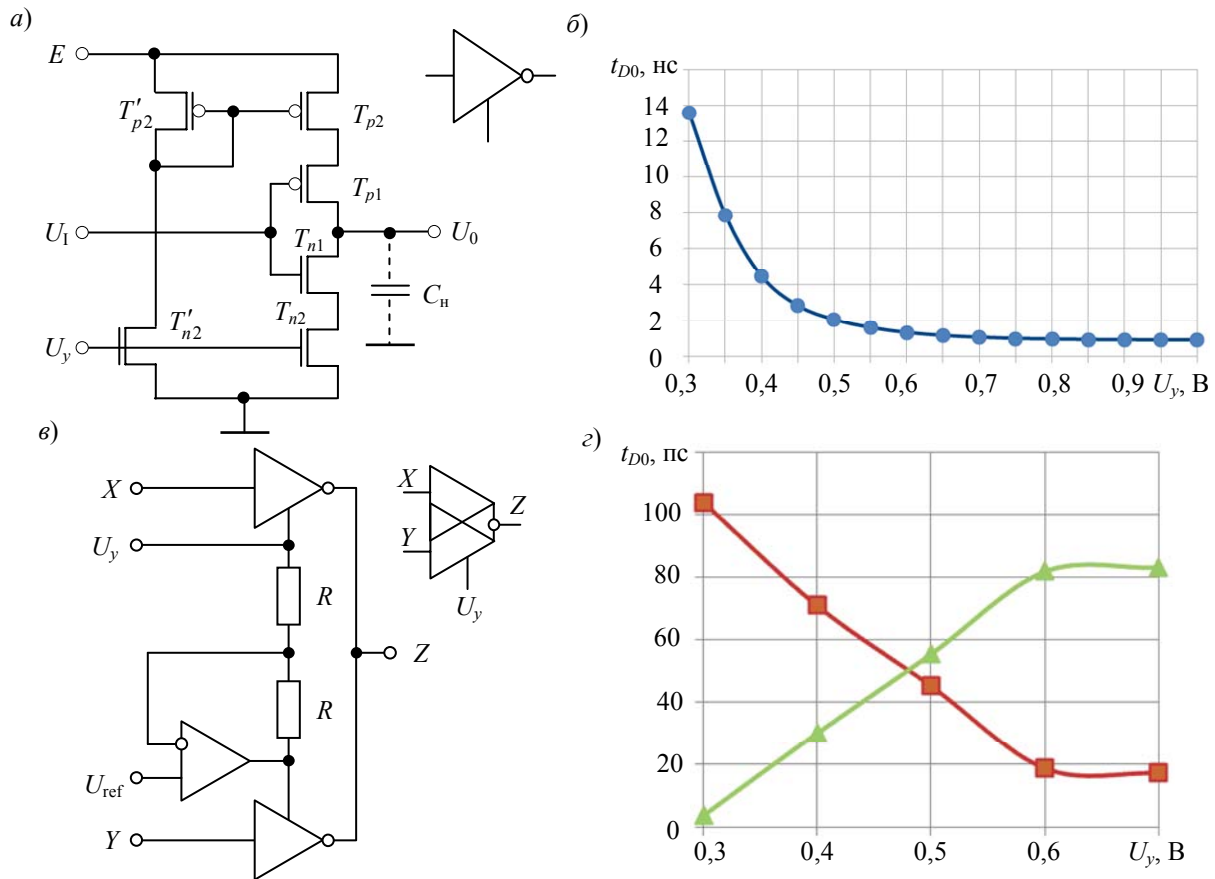 а)
E
T′p2
Tp2
Tp1
UI
Tn1
U0
Cн
Tn2
T′n2
Uy
б)
tD0, нс
14
12
10
8
6
4
2
0
0,3 0,4 0,5 0,6 0,7 0,8 0,9 Uy, В
в)
X
Uy
R
Z
R
Uref
Y
X
Y
Z
Uy
г)
tD0, пс
100
80
60
40
20
0
0,3 0,4 0,5 0,6 Uy, В